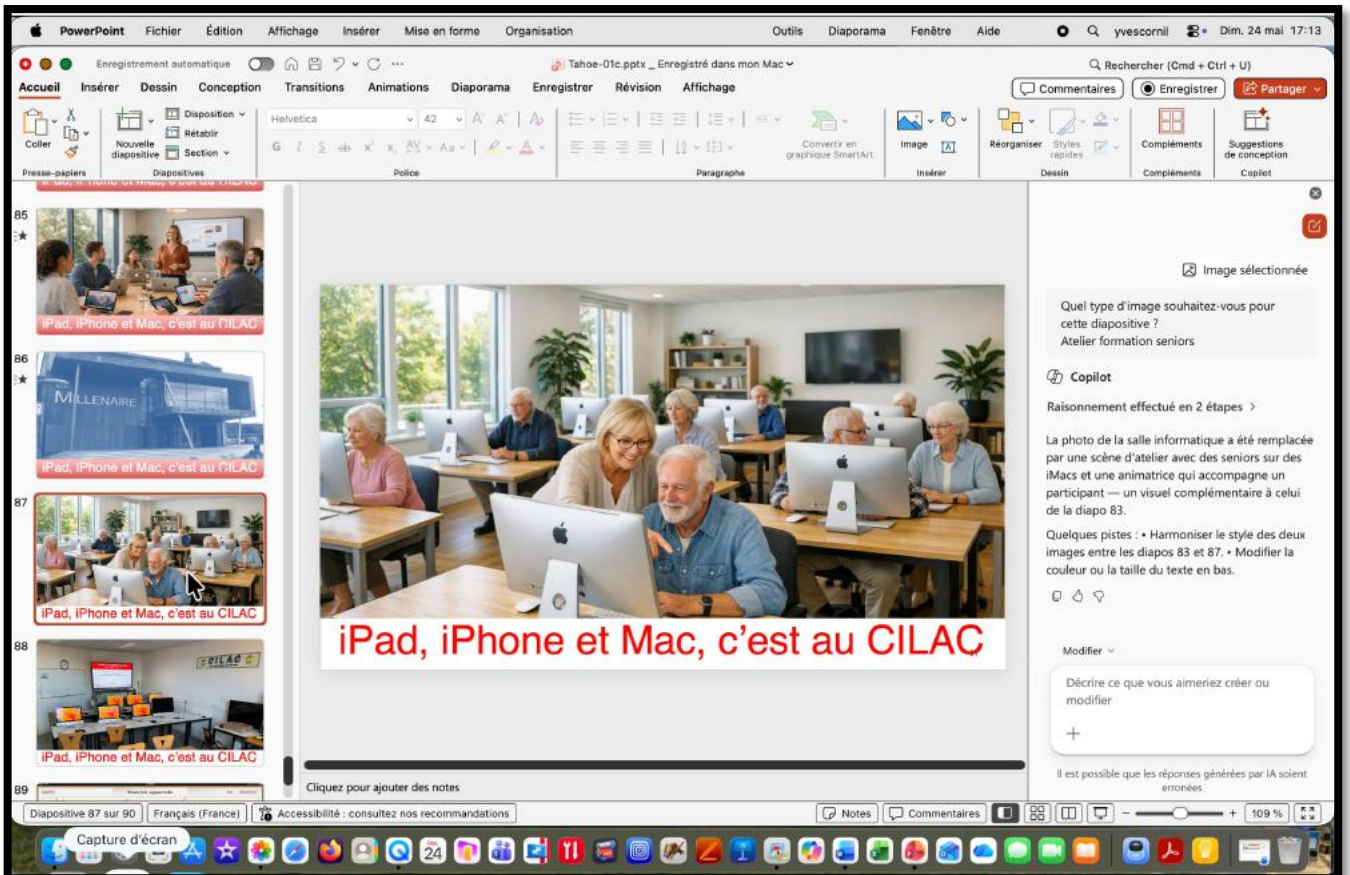 PowerPoint Fichier Édition Affichage Insérer Mise en forme Organisation Outils Diaporama Fenêtre Aide yvescornil Dim. 24 mai 17:13
Enregistrement automatique ... Tahoe-01c.pptx _ Enregistré dans mon Mac Rechercher (Cmd + Ctrl + U)
Accueil Insérer Dessin Conception Transitions Animations Diaporama Enregistrer Révision Affichage Commentaires Enregistrer Partager
Coller
Nouvelle
diapositive
Disposition
Rétablir
Section
Helvetica 42
G I S ab
Convertir en
graphique SmartArt
Image
Réorganiser
Styles
rapides
Compléments
Suggestions
de conception
Presse-papiers Diapositives Police Paragraphe Insérer Dessin Compléments Copilot
85
iPad, iPhone et Mac, c'est au CILAC
86
MILLENAIRE
iPad, iPhone et Mac, c'est au CILAC
87
iPad, iPhone et Mac, c'est au CILAC
88
CILAC
iPad, iPhone et Mac, c'est au CILAC
89
iPad, iPhone et Mac, c'est au CILAC
Cliquez pour ajouter des notes
Image sélectionnée
Quel type d'image souhaitez-vous pour
cette diapositive ?
Atelier formation seniors
Copilot
Raisonnement effectué en 2 étapes >
La photo de la salle informatique a été remplacée
par une scène d'atelier avec des seniors sur des
iMacs et une animatrice qui accompagne un
participant — un visuel complémentaire à celui
de la diapo 83.
Quelques pistes : • Harmoniser le style des deux
images entre les diapos 83 et 87. • Modifier la
couleur ou la taille du texte en bas.
Modifier
Décrire ce que vous aimeriez créer ou
modifier
+
Il est possible que les réponses générées par IA soient
erronées
Diapositive 87 sur 90 Français (France) Accessibilité : consultez nos recommandations Notes Commentaires − + 109 %
Capture d'écran
24